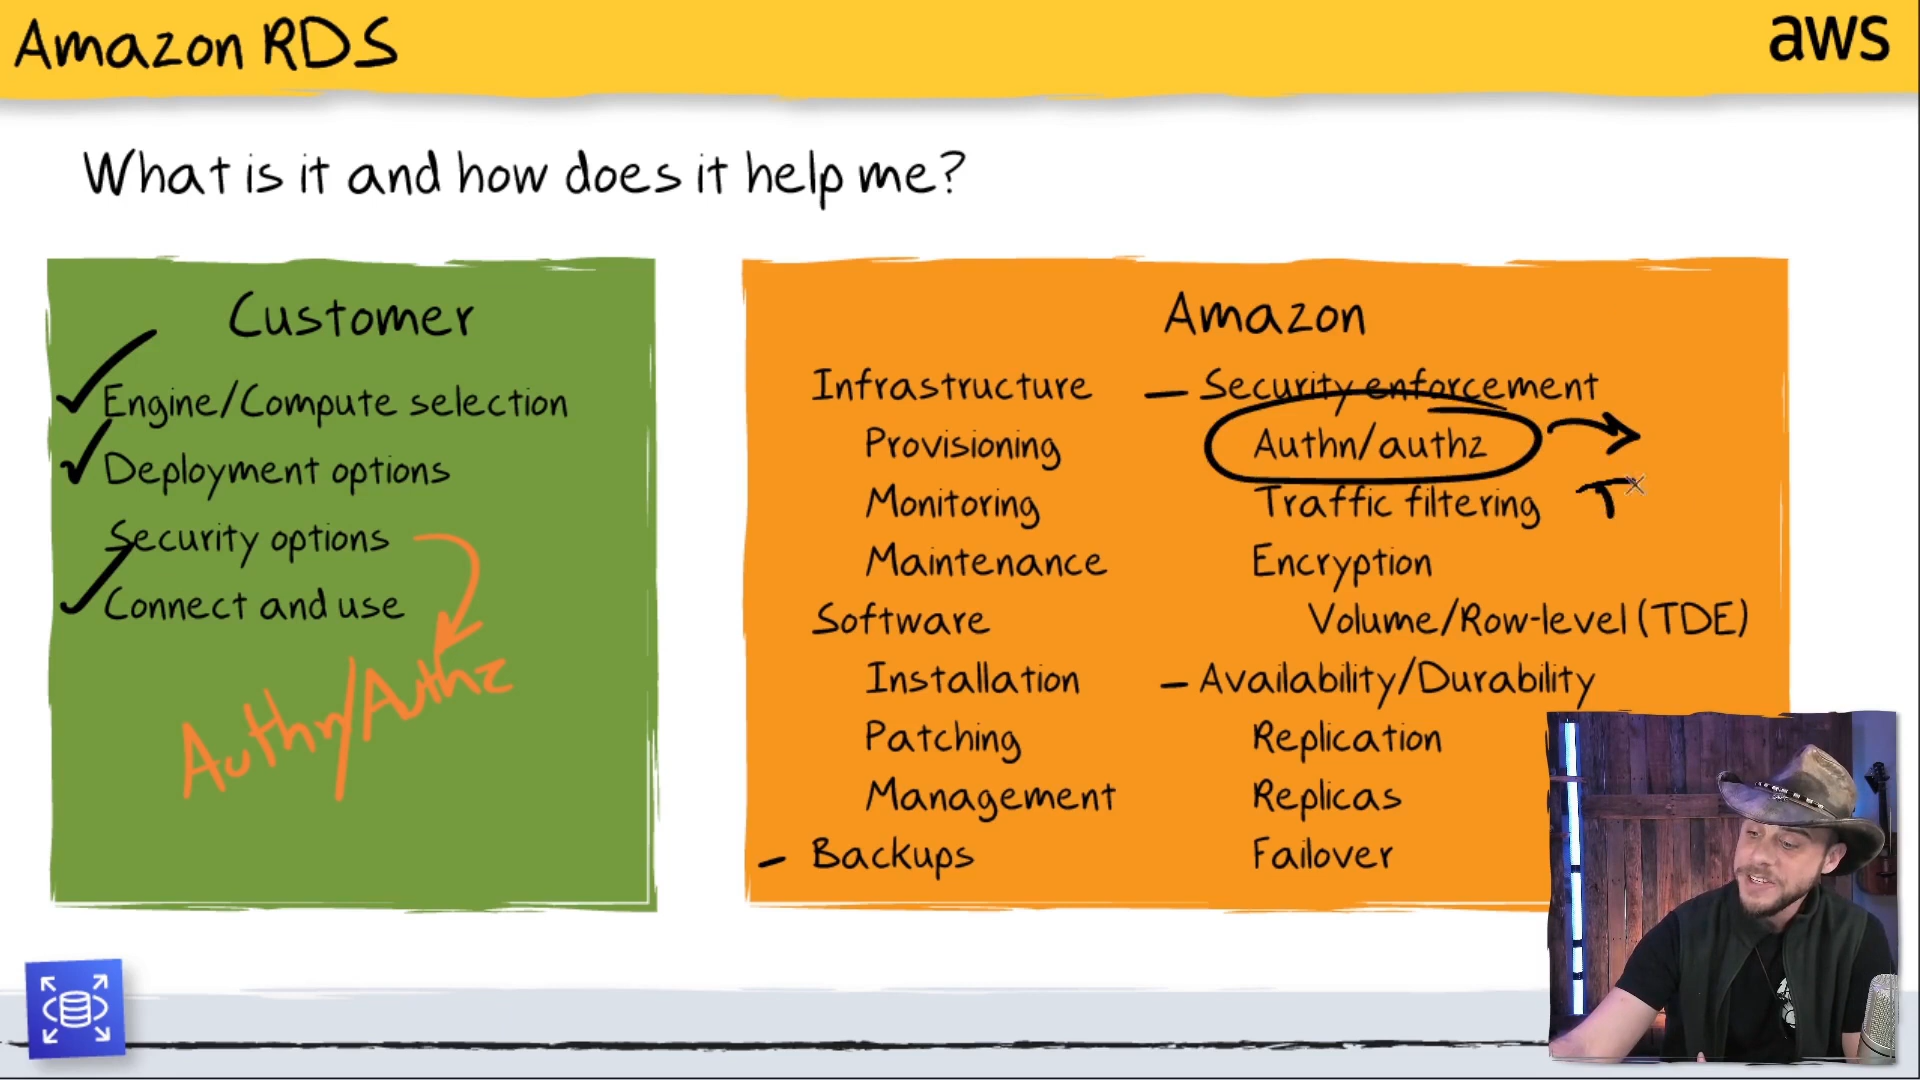 Amazon RDS
aws
What is it and how does it help me?
Customer
Engine/Compute selection
Deployment options
Security options
Connect and use
Authn/Authz
Amazon
Infrastructure
Provisioning
Monitoring
Maintenance
Software
Installation
Patching
Management
Backups
Security enforcement
Authn/authz
Traffic filtering
T
Encryption
Volume/Row-level (TDE)
Availability/Durability
Replication
Replicas
Failover